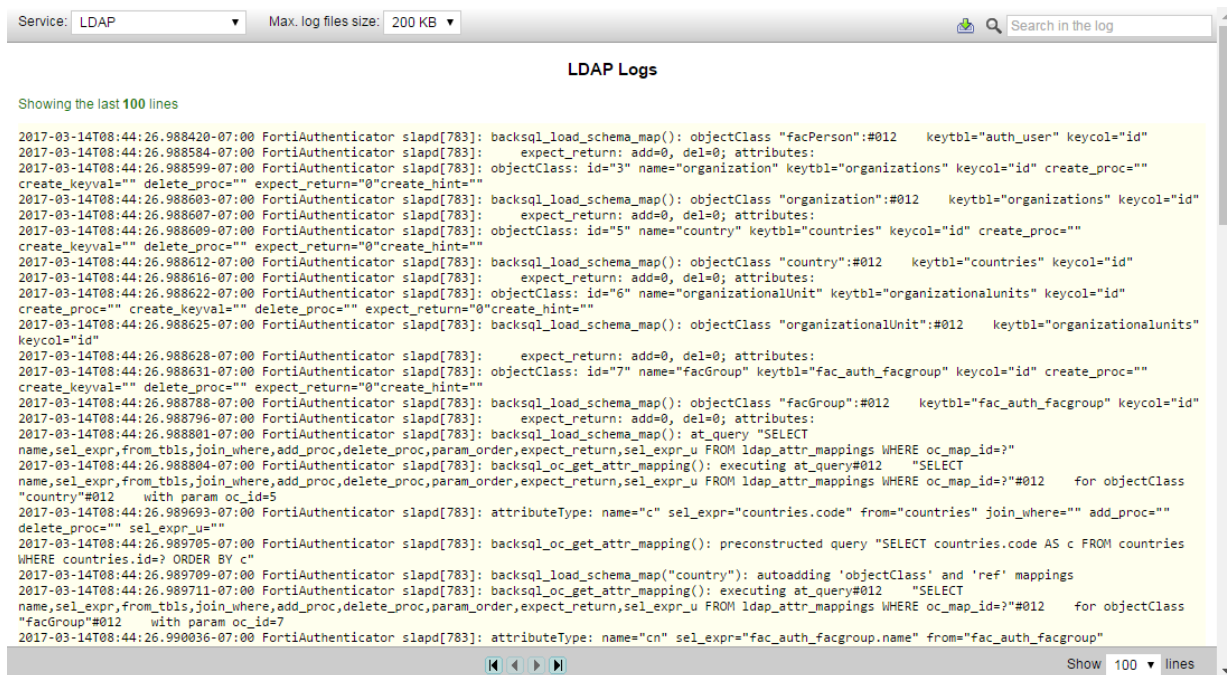 Service: LDAP Max. log files size: 200 KB Search in the log
LDAP Logs
Showing the last 100 lines
2017-03-14T08:44:26.988420-07:00 FortiAuthenticator slapd[783]: backsql_load_schema_map(): objectClass "facPerson":#012 keytbl="auth_user" keycol="id"
2017-03-14T08:44:26.988584-07:00 FortiAuthenticator slapd[783]: expect_return: add=0, del=0; attributes:
2017-03-14T08:44:26.988599-07:00 FortiAuthenticator slapd[783]: objectClass: id="3" name="organization" keytbl="organizations" keycol="id" create_proc=""
create_keyval="" delete_proc="" expect_return="0"create_hint=""
2017-03-14T08:44:26.988603-07:00 FortiAuthenticator slapd[783]: backsql_load_schema_map(): objectClass "organization":#012 keytbl="organizations" keycol="id"
2017-03-14T08:44:26.988607-07:00 FortiAuthenticator slapd[783]: expect_return: add=0, del=0; attributes:
2017-03-14T08:44:26.988609-07:00 FortiAuthenticator slapd[783]: objectClass: id="5" name="country" keytbl="countries" keycol="id" create_proc=""
create_keyval="" delete_proc="" expect_return="0"create_hint=""
2017-03-14T08:44:26.988612-07:00 FortiAuthenticator slapd[783]: backsql_load_schema_map(): objectClass "country":#012 keytbl="countries" keycol="id"
2017-03-14T08:44:26.988616-07:00 FortiAuthenticator slapd[783]: expect_return: add=0, del=0; attributes:
2017-03-14T08:44:26.988622-07:00 FortiAuthenticator slapd[783]: objectClass: id="6" name="organizationalUnit" keytbl="organizationalunits" keycol="id"
create_proc="" create_keyval="" delete_proc="" expect_return="0"create_hint=""
2017-03-14T08:44:26.988625-07:00 FortiAuthenticator slapd[783]: backsql_load_schema_map(): objectClass "organizationalUnit":#012 keytbl="organizationalunits"
keycol="id"
2017-03-14T08:44:26.988628-07:00 FortiAuthenticator slapd[783]: expect_return: add=0, del=0; attributes:
2017-03-14T08:44:26.988631-07:00 FortiAuthenticator slapd[783]: objectClass: id="7" name="facGroup" keytbl="fac_auth_facgroup" keycol="id" create_proc=""
create_keyval="" delete_proc="" expect_return="0"create_hint=""
2017-03-14T08:44:26.988788-07:00 FortiAuthenticator slapd[783]: backsql_load_schema_map(): objectClass "facGroup":#012 keytbl="fac_auth_facgroup" keycol="id"
2017-03-14T08:44:26.988796-07:00 FortiAuthenticator slapd[783]: expect_return: add=0, del=0; attributes:
2017-03-14T08:44:26.988801-07:00 FortiAuthenticator slapd[783]: backsql_load_schema_map(): at_query "SELECT
name,sel_expr,from_tbls,join_where,add_proc,delete_proc,param_order,expect_return,sel_expr_u FROM ldap_attr_mappings WHERE oc_map_id=?"
2017-03-14T08:44:26.988804-07:00 FortiAuthenticator slapd[783]: backsql_oc_get_attr_mapping(): executing at_query#012 "SELECT
name,sel_expr,from_tbls,join_where,add_proc,delete_proc,param_order,expect_return,sel_expr_u FROM ldap_attr_mappings WHERE oc_map_id=?"#012 for objectClass
"country"#012 with param oc_id=5
2017-03-14T08:44:26.989693-07:00 FortiAuthenticator slapd[783]: attributeType: name="c" sel_expr="countries.code" from="countries" join_where="" add_proc=""
delete_proc="" sel_expr_u=""
2017-03-14T08:44:26.989705-07:00 FortiAuthenticator slapd[783]: backsql_oc_get_attr_mapping(): preconstructed query "SELECT countries.code AS c FROM countries
WHERE countries.id=? ORDER BY c"
2017-03-14T08:44:26.989709-07:00 FortiAuthenticator slapd[783]: backsql_load_schema_map("country"): autoadding 'objectClass' and 'ref' mappings
2017-03-14T08:44:26.989711-07:00 FortiAuthenticator slapd[783]: backsql_oc_get_attr_mapping(): executing at_query#012 "SELECT
name,sel_expr,from_tbls,join_where,add_proc,delete_proc,param_order,expect_return,sel_expr_u FROM ldap_attr_mappings WHERE oc_map_id=?"#012 for objectClass
"facGroup"#012 with param oc_id=7
2017-03-14T08:44:26.990036-07:00 FortiAuthenticator slapd[783]: attributeType: name="cn" sel_expr="fac_auth_facgroup.name" from="fac_auth_facgroup"
Show 100 lines